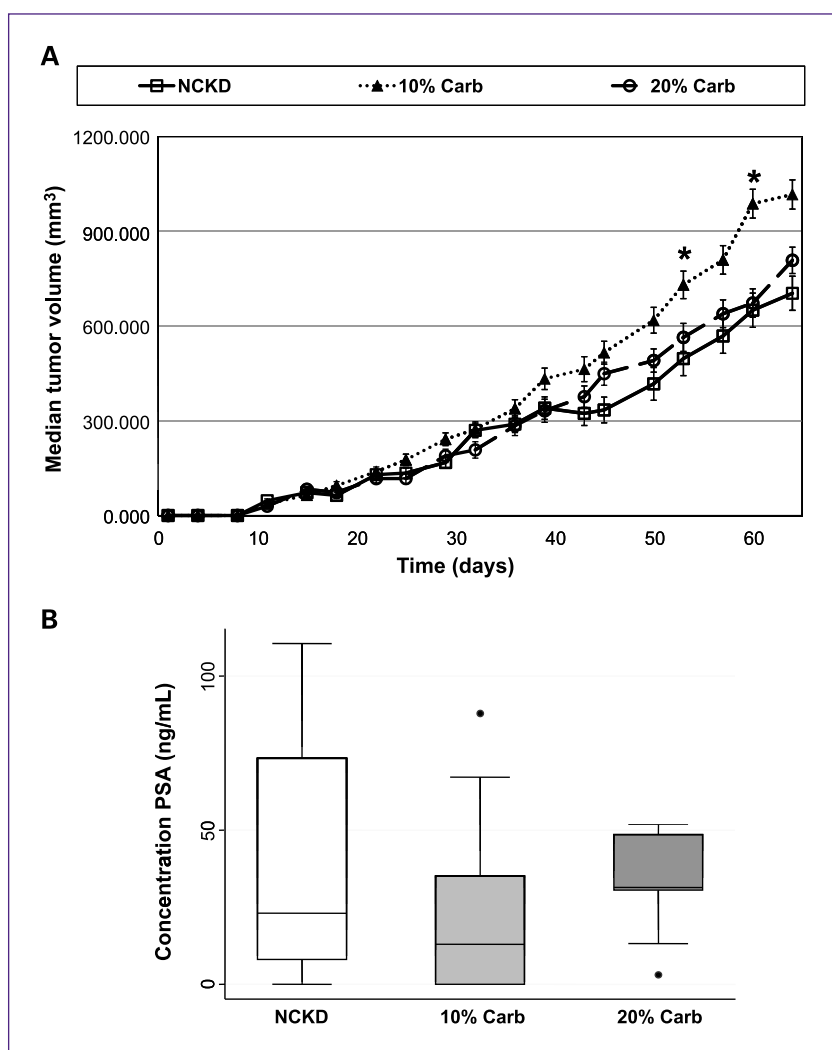 A
NCKD 10% Carb 20% Carb
1200.000
900.000
600.000
300.000
0.000
Median tumor volume (mm³)
* *
0 10 20 30 40 50 60
Time (days)
B
100
50
0
Concentration PSA (ng/mL)
NCKD 10% Carb 20% Carb